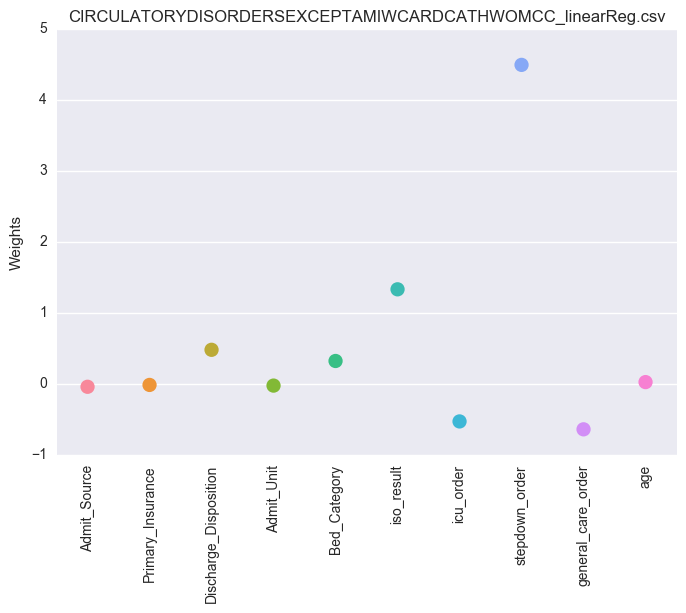 CIRCULATORYDISORDERSEXCEPTAMIWCARDCATHWOMCC_linearReg.csv
5
4
3
2
1
0
−1
Weights
Admit_Source
Primary_Insurance
Discharge_Disposition
Admit_Unit
Bed_Category
iso_result
icu_order
stepdown_order
general_care_order
age